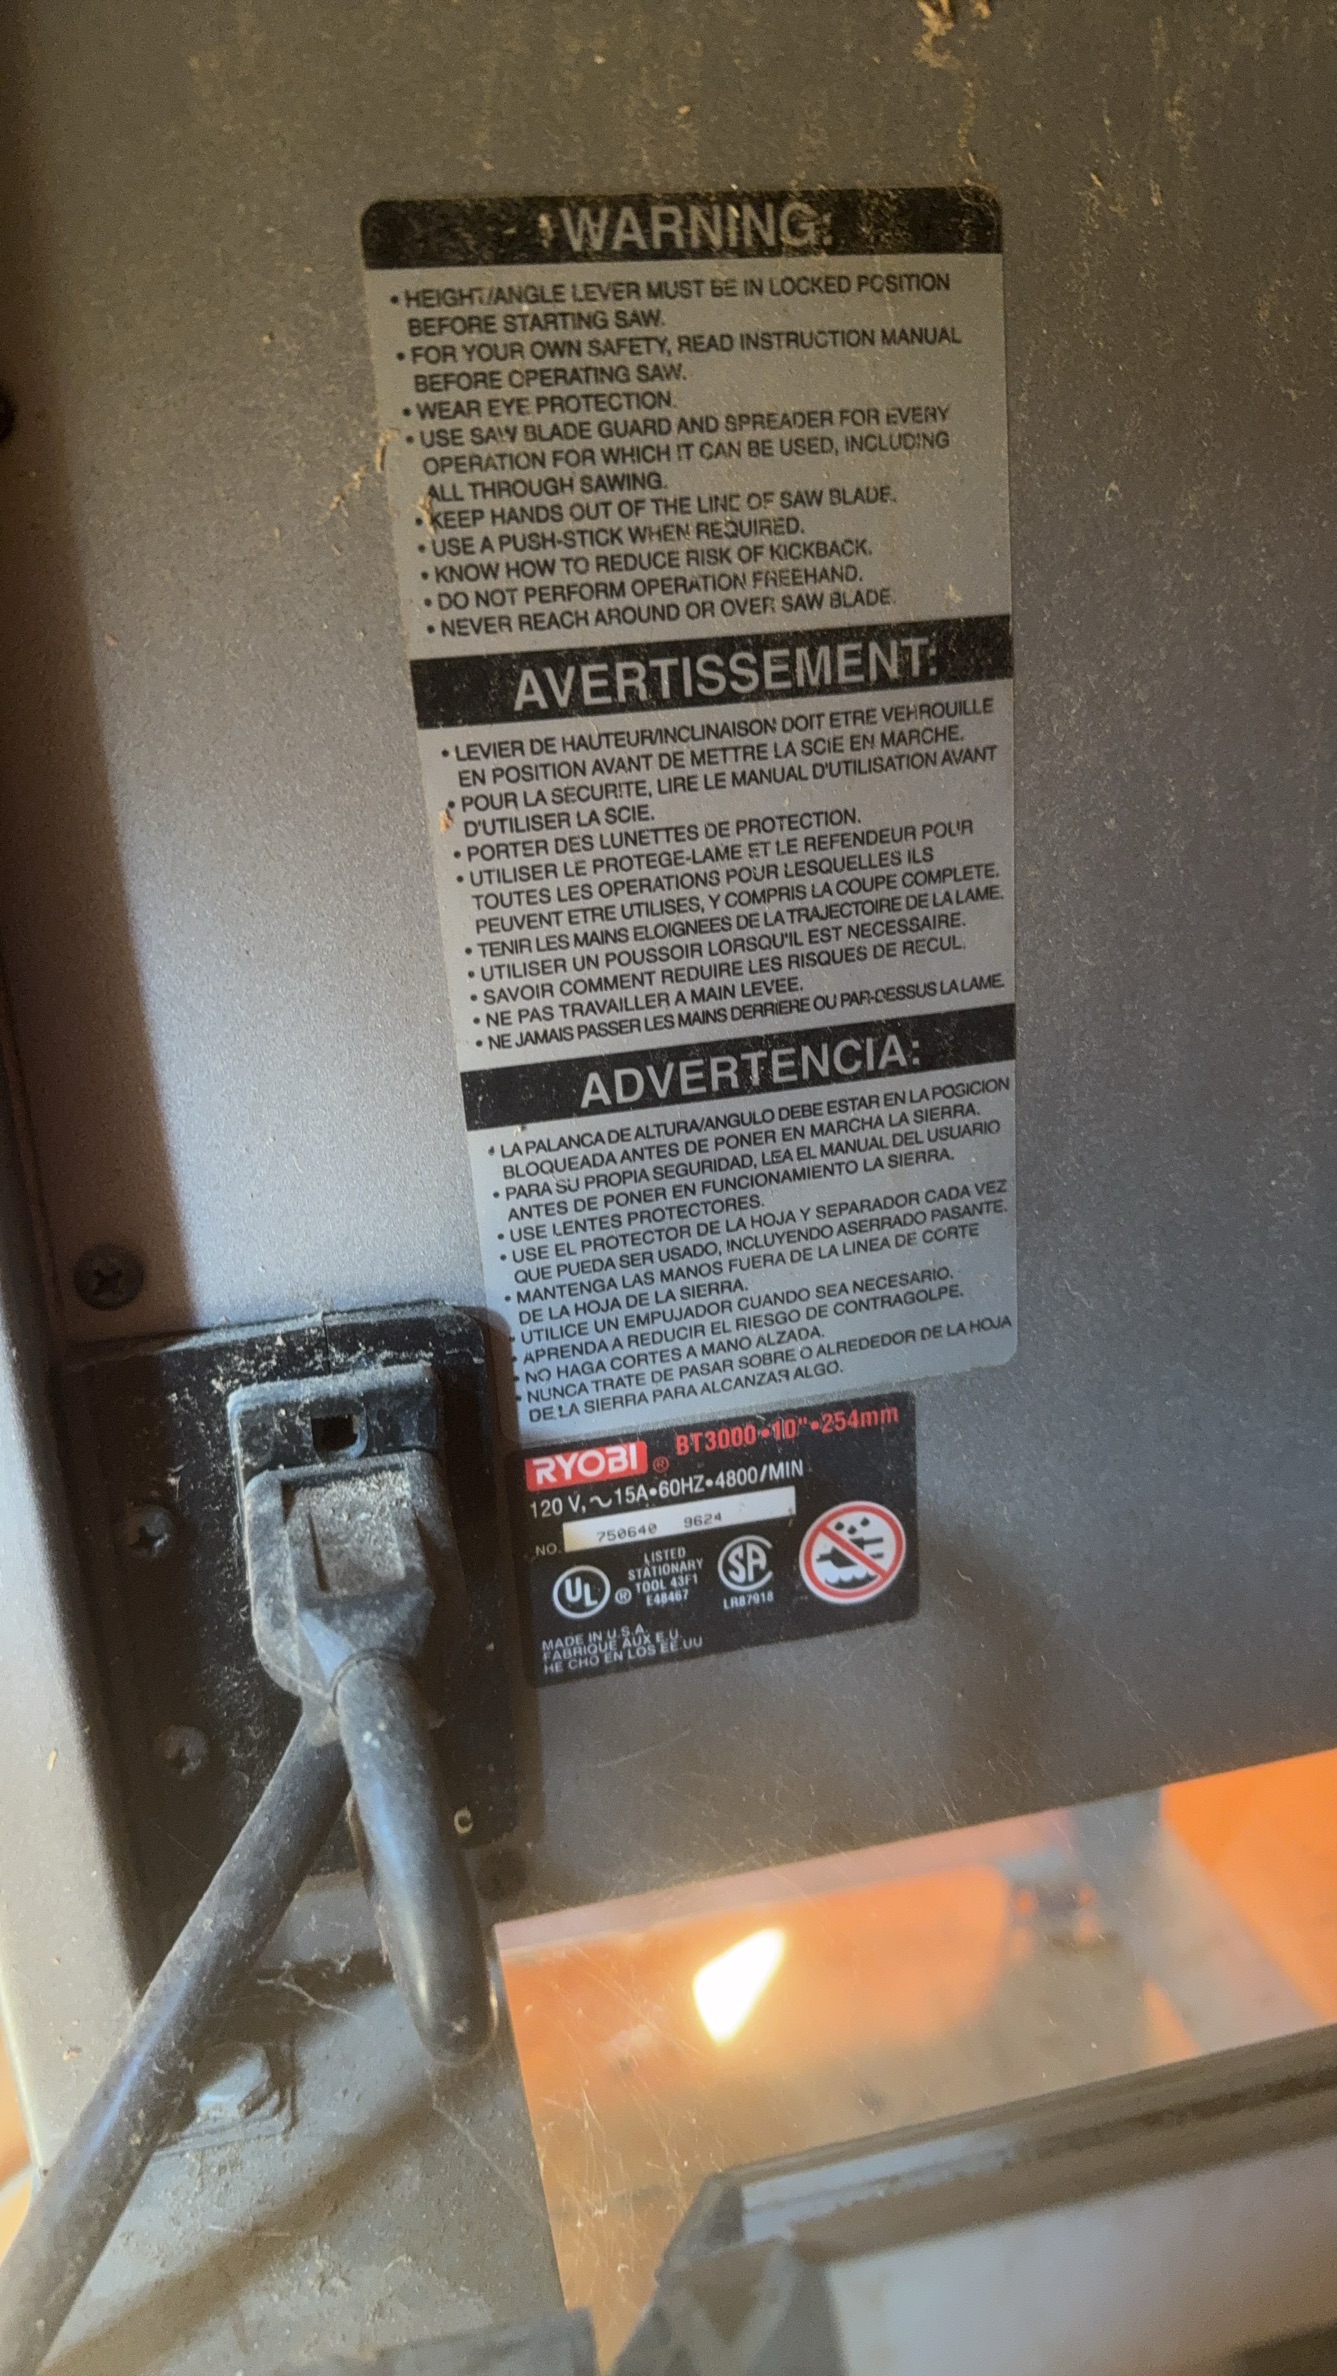 WARNING:
• HEIGHT/ANGLE LEVER MUST BE IN LOCKED POSITION
BEFORE STARTING SAW.
• FOR YOUR OWN SAFETY, READ INSTRUCTION MANUAL
BEFORE OPERATING SAW.
• WEAR EYE PROTECTION.
• USE SAW BLADE GUARD AND SPREADER FOR EVERY
OPERATION FOR WHICH IT CAN BE USED, INCLUDING
ALL THROUGH SAWING.
• KEEP HANDS OUT OF THE LINE OF SAW BLADE.
• USE A PUSH-STICK WHEN REQUIRED.
• KNOW HOW TO REDUCE RISK OF KICKBACK.
• DO NOT PERFORM OPERATION FREEHAND.
• NEVER REACH AROUND OR OVER SAW BLADE.
AVERTISSEMENT:
• LEVIER DE HAUTEUR/INCLINAISON DOIT ETRE VERROUILLE
EN POSITION AVANT DE METTRE LA SCIE EN MARCHE.
• POUR LA SECURITE, LIRE LE MANUAL D'UTILISATION AVANT
D'UTILISER LA SCIE.
• PORTER DES LUNETTES DE PROTECTION.
• UTILISER LE PROTEGE-LAME ET LE REFENDEUR POUR
TOUTES LES OPERATIONS POUR LESQUELLES ILS
PEUVENT ETRE UTILISES, Y COMPRIS LA COUPE COMPLETE.
• TENIR LES MAINS ELOIGNEES DE LA TRAJECTOIRE DE LA LAME.
• UTILISER UN POUSSOIR LORSQU'IL EST NECESSAIRE.
• SAVOIR COMMENT REDUIRE LES RISQUES DE RECUL.
• NE PAS TRAVAILLER A MAIN LEVEE.
• NE JAMAIS PASSER LES MAINS DERRIERE OU PAR-DESSUS LA LAME.
ADVERTENCIA:
• LA PALANCA DE ALTURA/ANGULO DEBE ESTAR EN LA POSICION
BLOQUEADA ANTES DE PONER EN MARCHA LA SIERRA.
• PARA SU PROPIA SEGURIDAD, LEA EL MANUAL DEL USUARIO
ANTES DE PONER EN FUNCIONAMIENTO LA SIERRA.
• USE LENTES PROTECTORES.
• USE EL PROTECTOR DE LA HOJA Y SEPARADOR CADA VEZ
QUE PUEDA SER USADO, INCLUYENDO ASERRADO PASANTE.
• MANTENGA LAS MANOS FUERA DE LA LINEA DE CORTE
DE LA HOJA DE LA SIERRA.
• UTILICE UN EMPUJADOR CUANDO SEA NECESARIO.
• APRENDA A REDUCIR EL RIESGO DE CONTRAGOLPE.
• NO HAGA CORTES A MANO ALZADA.
• NUNCA TRATE DE PASAR SOBRE O ALREDEDOR DE LA HOJA
DE LA SIERRA PARA ALCANZAR ALGO.
RYOBI ® BT3000•10"•254mm
120 V, ~ 15A•60HZ•4800/MIN
NO. 750640 9624
UL ® LISTED
STATIONARY
TOOL 43F1
E48467
SA
LR87918
MADE IN U.S.A.
FABRIQUE AUX E.U.
HE CHO EN LOS EE.UU